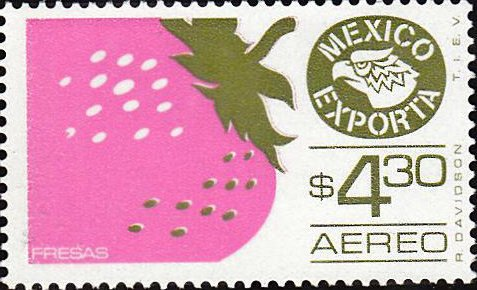 MEXICO
EXPORTA
$4.30
AEREO
FRESAS
R. DAVIDSON T.I.E.V.